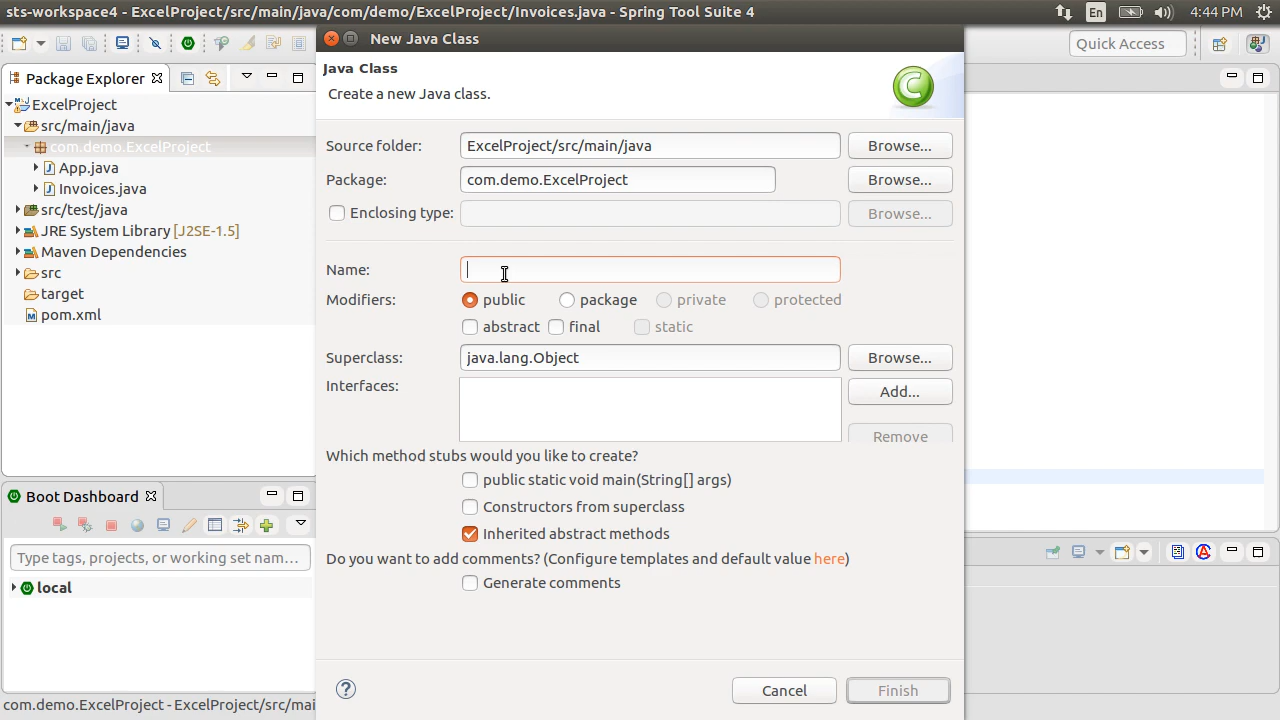 sts-workspace4 - ExcelProject/src/main/java/com/demo/ExcelProject/Invoices.java - Spring Tool Suite 4
En
4:44 PM
New Java Class
Quick Access
Package Explorer
Java Class
Create a new Java class.
ExcelProject
src/main/java
com.demo.ExcelProject
App.java
Invoices.java
src/test/java
JRE System Library [J2SE-1.5]
Maven Dependencies
src
target
pom.xml
Source folder: ExcelProject/src/main/java Browse...
Package: com.demo.ExcelProject Browse...
Enclosing type: Browse...
Name:
Modifiers: public package private protected
abstract final static
Superclass: java.lang.Object Browse...
Interfaces: Add...
Remove
Which method stubs would you like to create?
public static void main(String[] args)
Constructors from superclass
Inherited abstract methods
Do you want to add comments? (Configure templates and default value here)
Generate comments
Boot Dashboard
Type tags, projects, or working set nam...
local
Cancel Finish
com.demo.ExcelProject - ExcelProject/src/mai